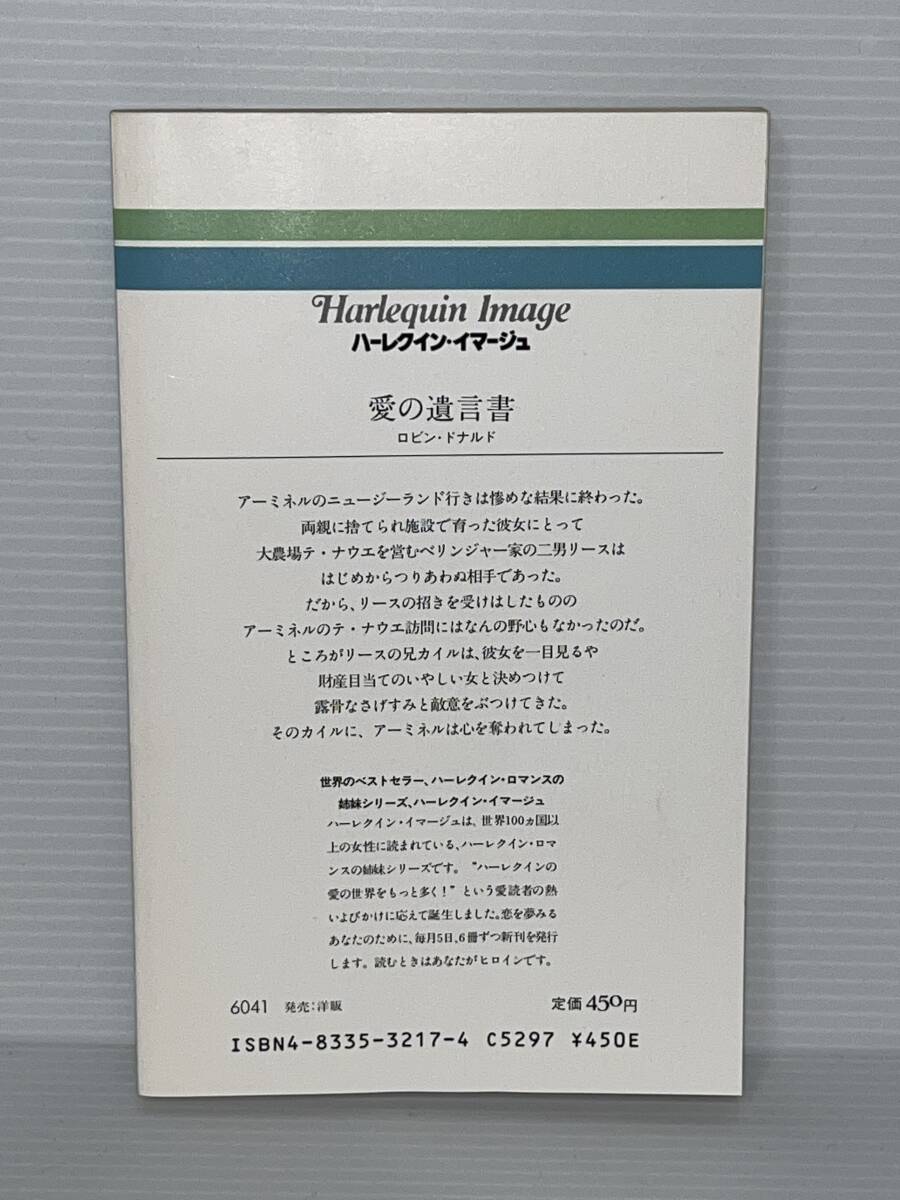 Harlequin Image
ハーレクイン・イマージュ
愛の遺言書
ロビン・ドナルド
アーミネルのニュージーランド行きは惨めな結果に終わった。
両親に捨てられ施設で育った彼女にとって
大農場テ・ナウエを営むベリンジャー家の二男リースは
はじめからつりあわぬ相手であった。
だから、リースの招きを受けはしたものの
アーミネルのテ・ナウエ訪問にはなんの野心もなかったのだ。
ところがリースの兄カイルは、彼女を一目見るや
財産目当てのいやしい女と決めつけて
露骨なさげすみと敵意をぶつけてきた。
そのカイルに、アーミネルは心を奪われてしまった。
世界のベストセラー、ハーレクイン・ロマンスの
姉妹シリーズ、ハーレクイン・イマージュ
ハーレクイン・イマージュは、世界100ヵ国以
上の女性に読まれている、ハーレクイン・ロマ
ンスの姉妹シリーズです。“ハーレクインの
愛の世界をもっと多く！”という愛読者の熱
いよびかけに応えて誕生しました。恋を夢みる
あなたのために、毎月5日、6冊ずつ新刊を発行
します。読むときはあなたがヒロインです。
6041 発売：洋販 定価450円
ISBN4-8335-3217-4 C5297 ¥450E